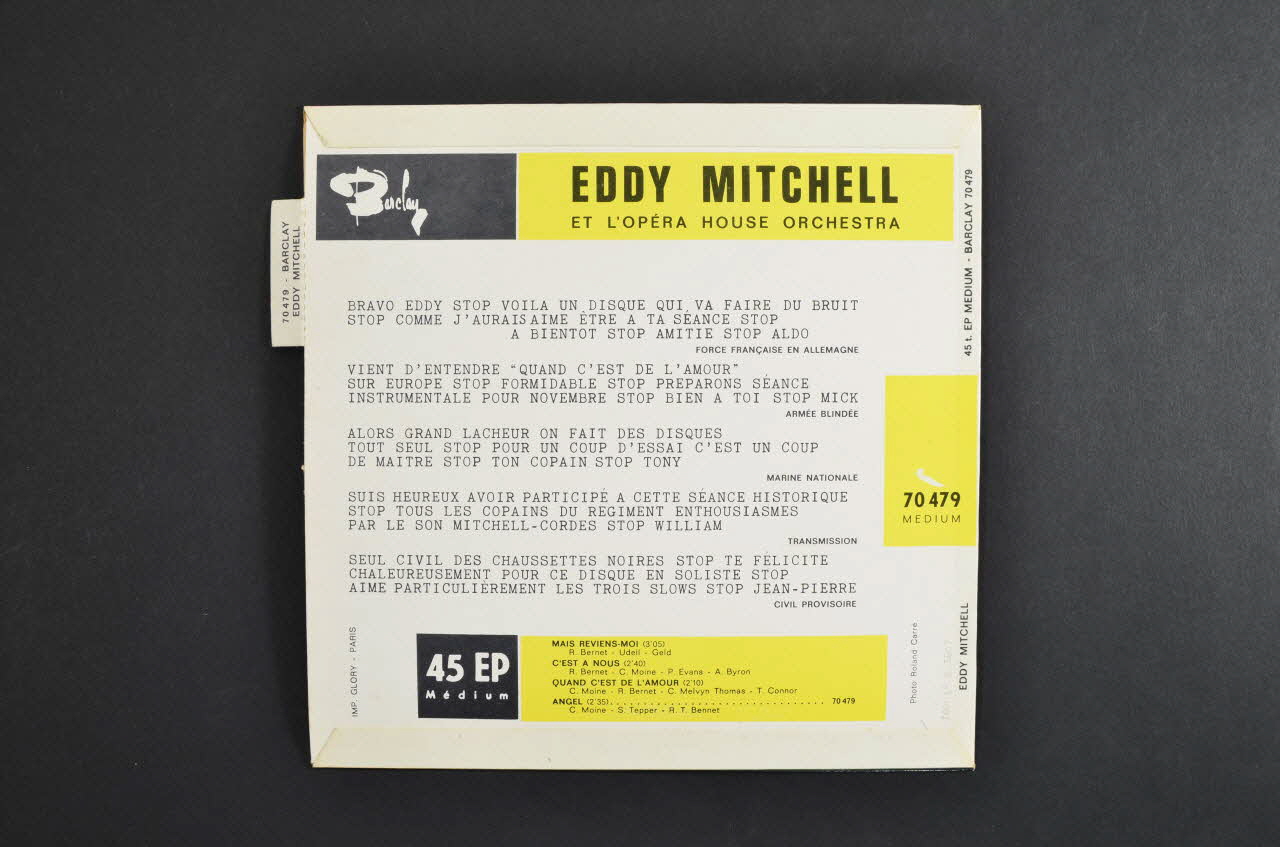 Barclay
EDDY MITCHELL
ET L'OPÉRA HOUSE ORCHESTRA
70 479 - BARCLAY
EDDY MITCHELL
BRAVO EDDY STOP VOILA UN DISQUE QUI VA FAIRE DU BRUIT
STOP COMME J'AURAIS AIME ÊTRE A TA SÉANCE STOP
A BIENTOT STOP AMITIE STOP ALDO
FORCE FRANÇAISE EN ALLEMAGNE
VIENT D'ENTENDRE “QUAND C'EST DE L'AMOUR”
SUR EUROPE STOP FORMIDABLE STOP PREPARONS SÉANCE
INSTRUMENTALE POUR NOVEMBRE STOP BIEN A TOI STOP MICK
ARMÉE BLINDÉE
ALORS GRAND LACHEUR ON FAIT DES DISQUES
TOUT SEUL STOP POUR UN COUP D'ESSAI C'EST UN COUP
DE MAITRE STOP TON COPAIN STOP TONY
MARINE NATIONALE
SUIS HEUREUX AVOIR PARTICIPÉ A CETTE SÉANCE HISTORIQUE
STOP TOUS LES COPAINS DU REGIMENT ENTHOUSIASMES
PAR LE SON MITCHELL-CORDES STOP WILLIAM
TRANSMISSION
SEUL CIVIL DES CHAUSSETTES NOIRES STOP TE FÉLICITE
CHALEUREUSEMENT POUR CE DISQUE EN SOLISTE STOP
AIME PARTICULIÈREMENT LES TROIS SLOWS STOP JEAN-PIERRE
CIVIL PROVISOIRE
45 t. EP MEDIUM - BARCLAY 70 479
70 479
MEDIUM
EDDY MITCHELL
Photo Roland Carré
IMP. GLORY - PARIS
45 EP
Médium
MAIS REVIENS-MOI (3'05)
R. Bernet - Udell - Geld
C'EST A NOUS (2'40)
R. Bernet - C. Moine - P. Evans - A. Byron
QUAND C'EST DE L'AMOUR (2'10)
C. Moine - R. Bernet - C. Melvyn Thomas - T. Connor
ANGEL (2'35)............................... 70 479
C. Moine - S. Tepper - R. T. Bennet